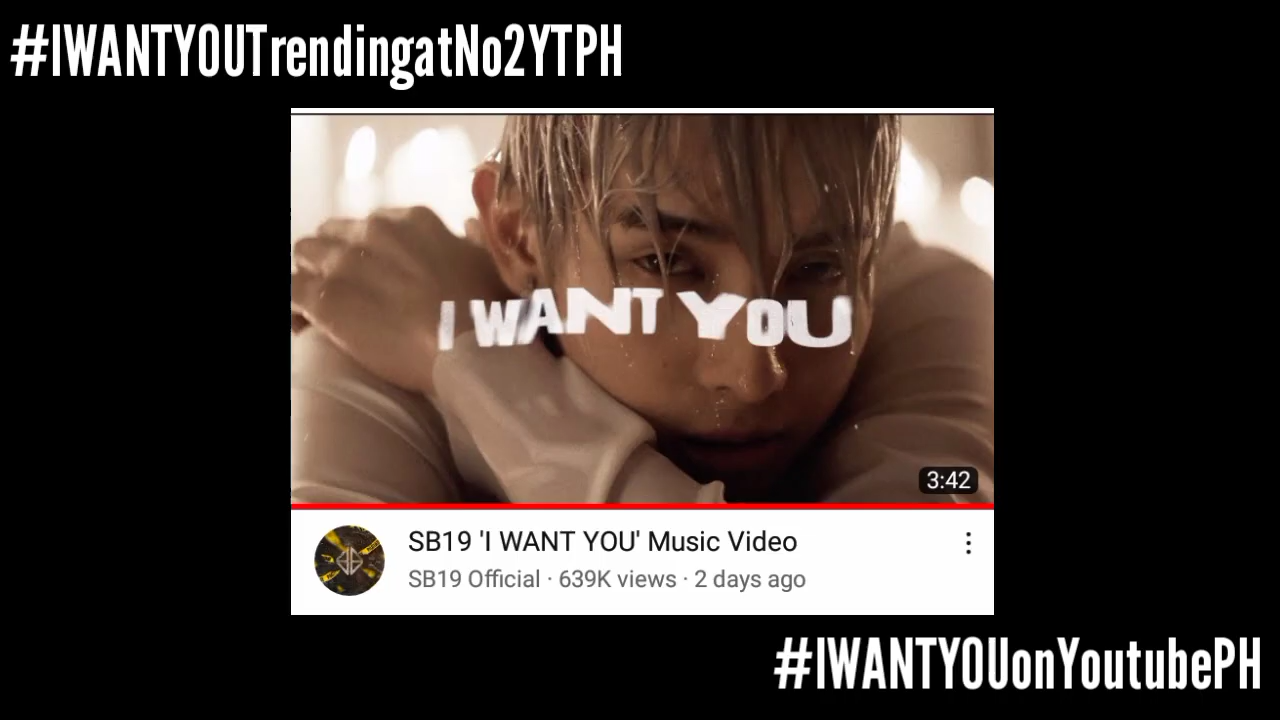 #IWANTYOUTrendingatNo2YTPH
I WANT YOU
3:42
SB19 'I WANT YOU' Music Video
SB19 Official · 639K views · 2 days ago
#IWANTYOUonYoutubePH